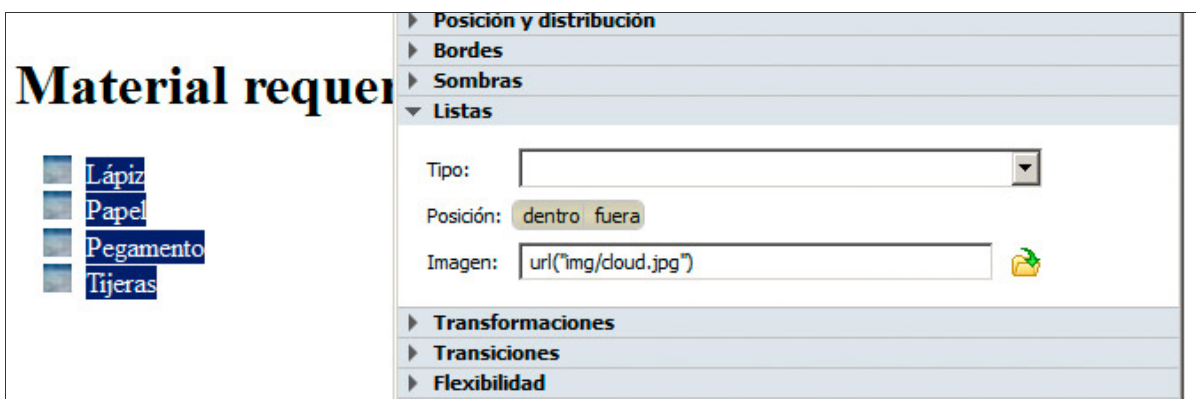 Material requer
Lápiz
Papel
Pegamento
Tijeras
Posición y distribución
Bordes
Sombras
Listas
Tipo:
Posición: dentro fuera
Imagen: url("img/cloud.jpg")
Transformaciones
Transiciones
Flexibilidad